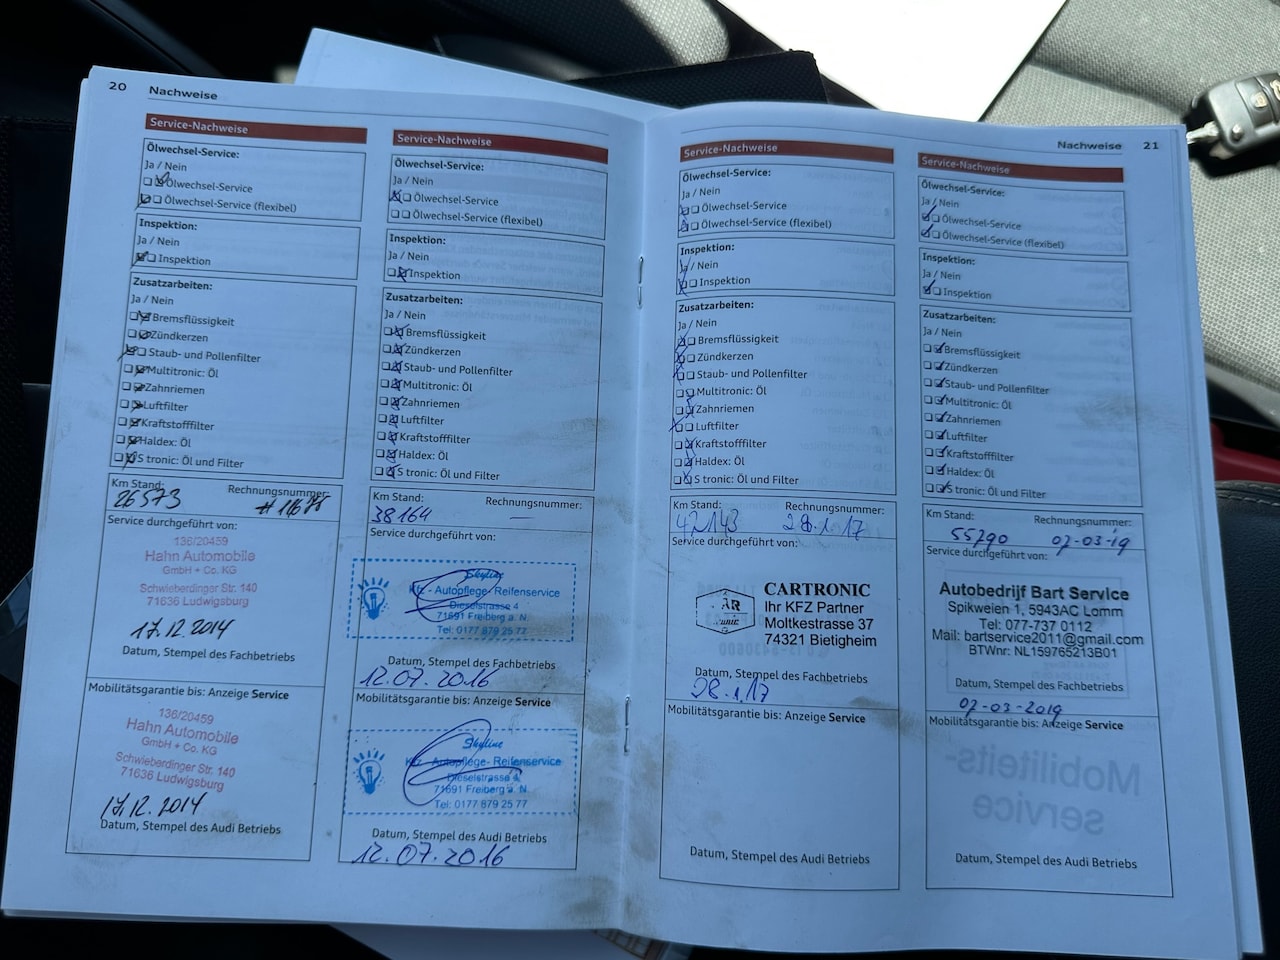 20 Nachweise
Service-Nachweise
Ölwechsel-Service:
Ja / Nein
Ölwechsel-Service
Ölwechsel-Service (flexibel)
Inspektion:
Ja / Nein
Inspektion
Zusatzarbeiten:
Ja / Nein
Bremsflüssigkeit
Zündkerzen
Staub- und Pollenfilter
Multitronic: Öl
Zahnriemen
Luftfilter
Kraftstofffilter
Haldex: Öl
S tronic: Öl und Filter
Km Stand: Rechnungsnummer:
26573
Service durchgeführt von:
136/20459
Hahn Automobile
GmbH + Co. KG
Schwieberdinger Str. 140
71636 Ludwigsburg
17.12.2014
Datum, Stempel des Fachbetriebs
Mobilitätsgarantie bis: Anzeige Service
136/20459
Hahn Automobile
GmbH + Co. KG
Schwieberdinger Str. 140
71636 Ludwigsburg
17.12.2014
Datum, Stempel des Audi Betriebs
Service-Nachweise
Ölwechsel-Service:
Ja / Nein
Ölwechsel-Service
Ölwechsel-Service (flexibel)
Inspektion:
Ja / Nein
Inspektion
Zusatzarbeiten:
Ja / Nein
Bremsflüssigkeit
Zündkerzen
Staub- und Pollenfilter
Multitronic: Öl
Zahnriemen
Luftfilter
Kraftstofffilter
Haldex: Öl
S tronic: Öl und Filter
Km Stand: Rechnungsnummer:
38164 —
Service durchgeführt von:
Skyline
Kfz - Autopflege- Reifenservice
Dieselstrasse 4
71691 Freiberg a. N.
Tel: 0177 879 25 77
Datum, Stempel des Fachbetriebs
12.07.2016
Mobilitätsgarantie bis: Anzeige Service
Skyline
Kfz - Autopflege- Reifenservice
Dieselstrasse 4
71691 Freiberg a. N.
Tel: 0177 879 25 77
Datum, Stempel des Audi Betriebs
12.07.2016
Nachweise 21
Service-Nachweise
Ölwechsel-Service:
Ja / Nein
Ölwechsel-Service
Ölwechsel-Service (flexibel)
Inspektion:
Ja / Nein
Inspektion
Zusatzarbeiten:
Ja / Nein
Bremsflüssigkeit
Zündkerzen
Staub- und Pollenfilter
Multitronic: Öl
Zahnriemen
Luftfilter
Kraftstofffilter
Haldex: Öl
S tronic: Öl und Filter
Km Stand: Rechnungsnummer:
42143 28.1.17
Service durchgeführt von:
CARTRONIC
Ihr KFZ Partner
Moltkestrasse 37
74321 Bietigheim
Datum, Stempel des Fachbetriebs
28.1.17
Mobilitätsgarantie bis: Anzeige Service
Datum, Stempel des Audi Betriebs
Service-Nachweise
Ölwechsel-Service:
Ja / Nein
Ölwechsel-Service
Ölwechsel-Service (flexibel)
Inspektion:
Ja / Nein
Inspektion
Zusatzarbeiten:
Ja / Nein
Bremsflüssigkeit
Zündkerzen
Staub- und Pollenfilter
Multitronic: Öl
Zahnriemen
Luftfilter
Kraftstofffilter
Haldex: Öl
S tronic: Öl und Filter
Km Stand: Rechnungsnummer:
55790 07-03-19
Service durchgeführt von:
Autobedrijf Bart Service
Spikweien 1, 5943AC Lomm
Tel: 077-737 0112
Mail: bartservice2011@gmail.com
BTWnr: NL159765213B01
Datum, Stempel des Fachbetriebs
07-03-2019
Mobilitätsgarantie bis: Anzeige Service
Mobiliteits-
service
Datum, Stempel des Audi Betriebs